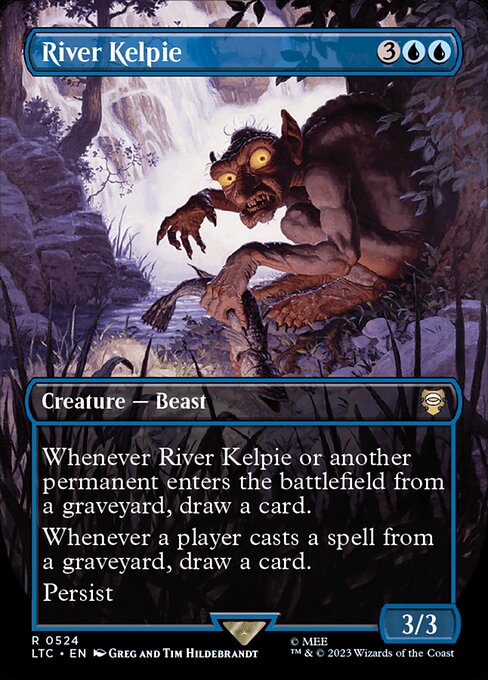 River Kelpie 3
Creature — Beast
Whenever River Kelpie or another
permanent enters the battlefield from
a graveyard, draw a card.
Whenever a player casts a spell from
a graveyard, draw a card.
Persist
3/3
R 0524
LTC • EN Greg and Tim Hildebrandt
© MEE
™ & © 2023 Wizards of the Coast